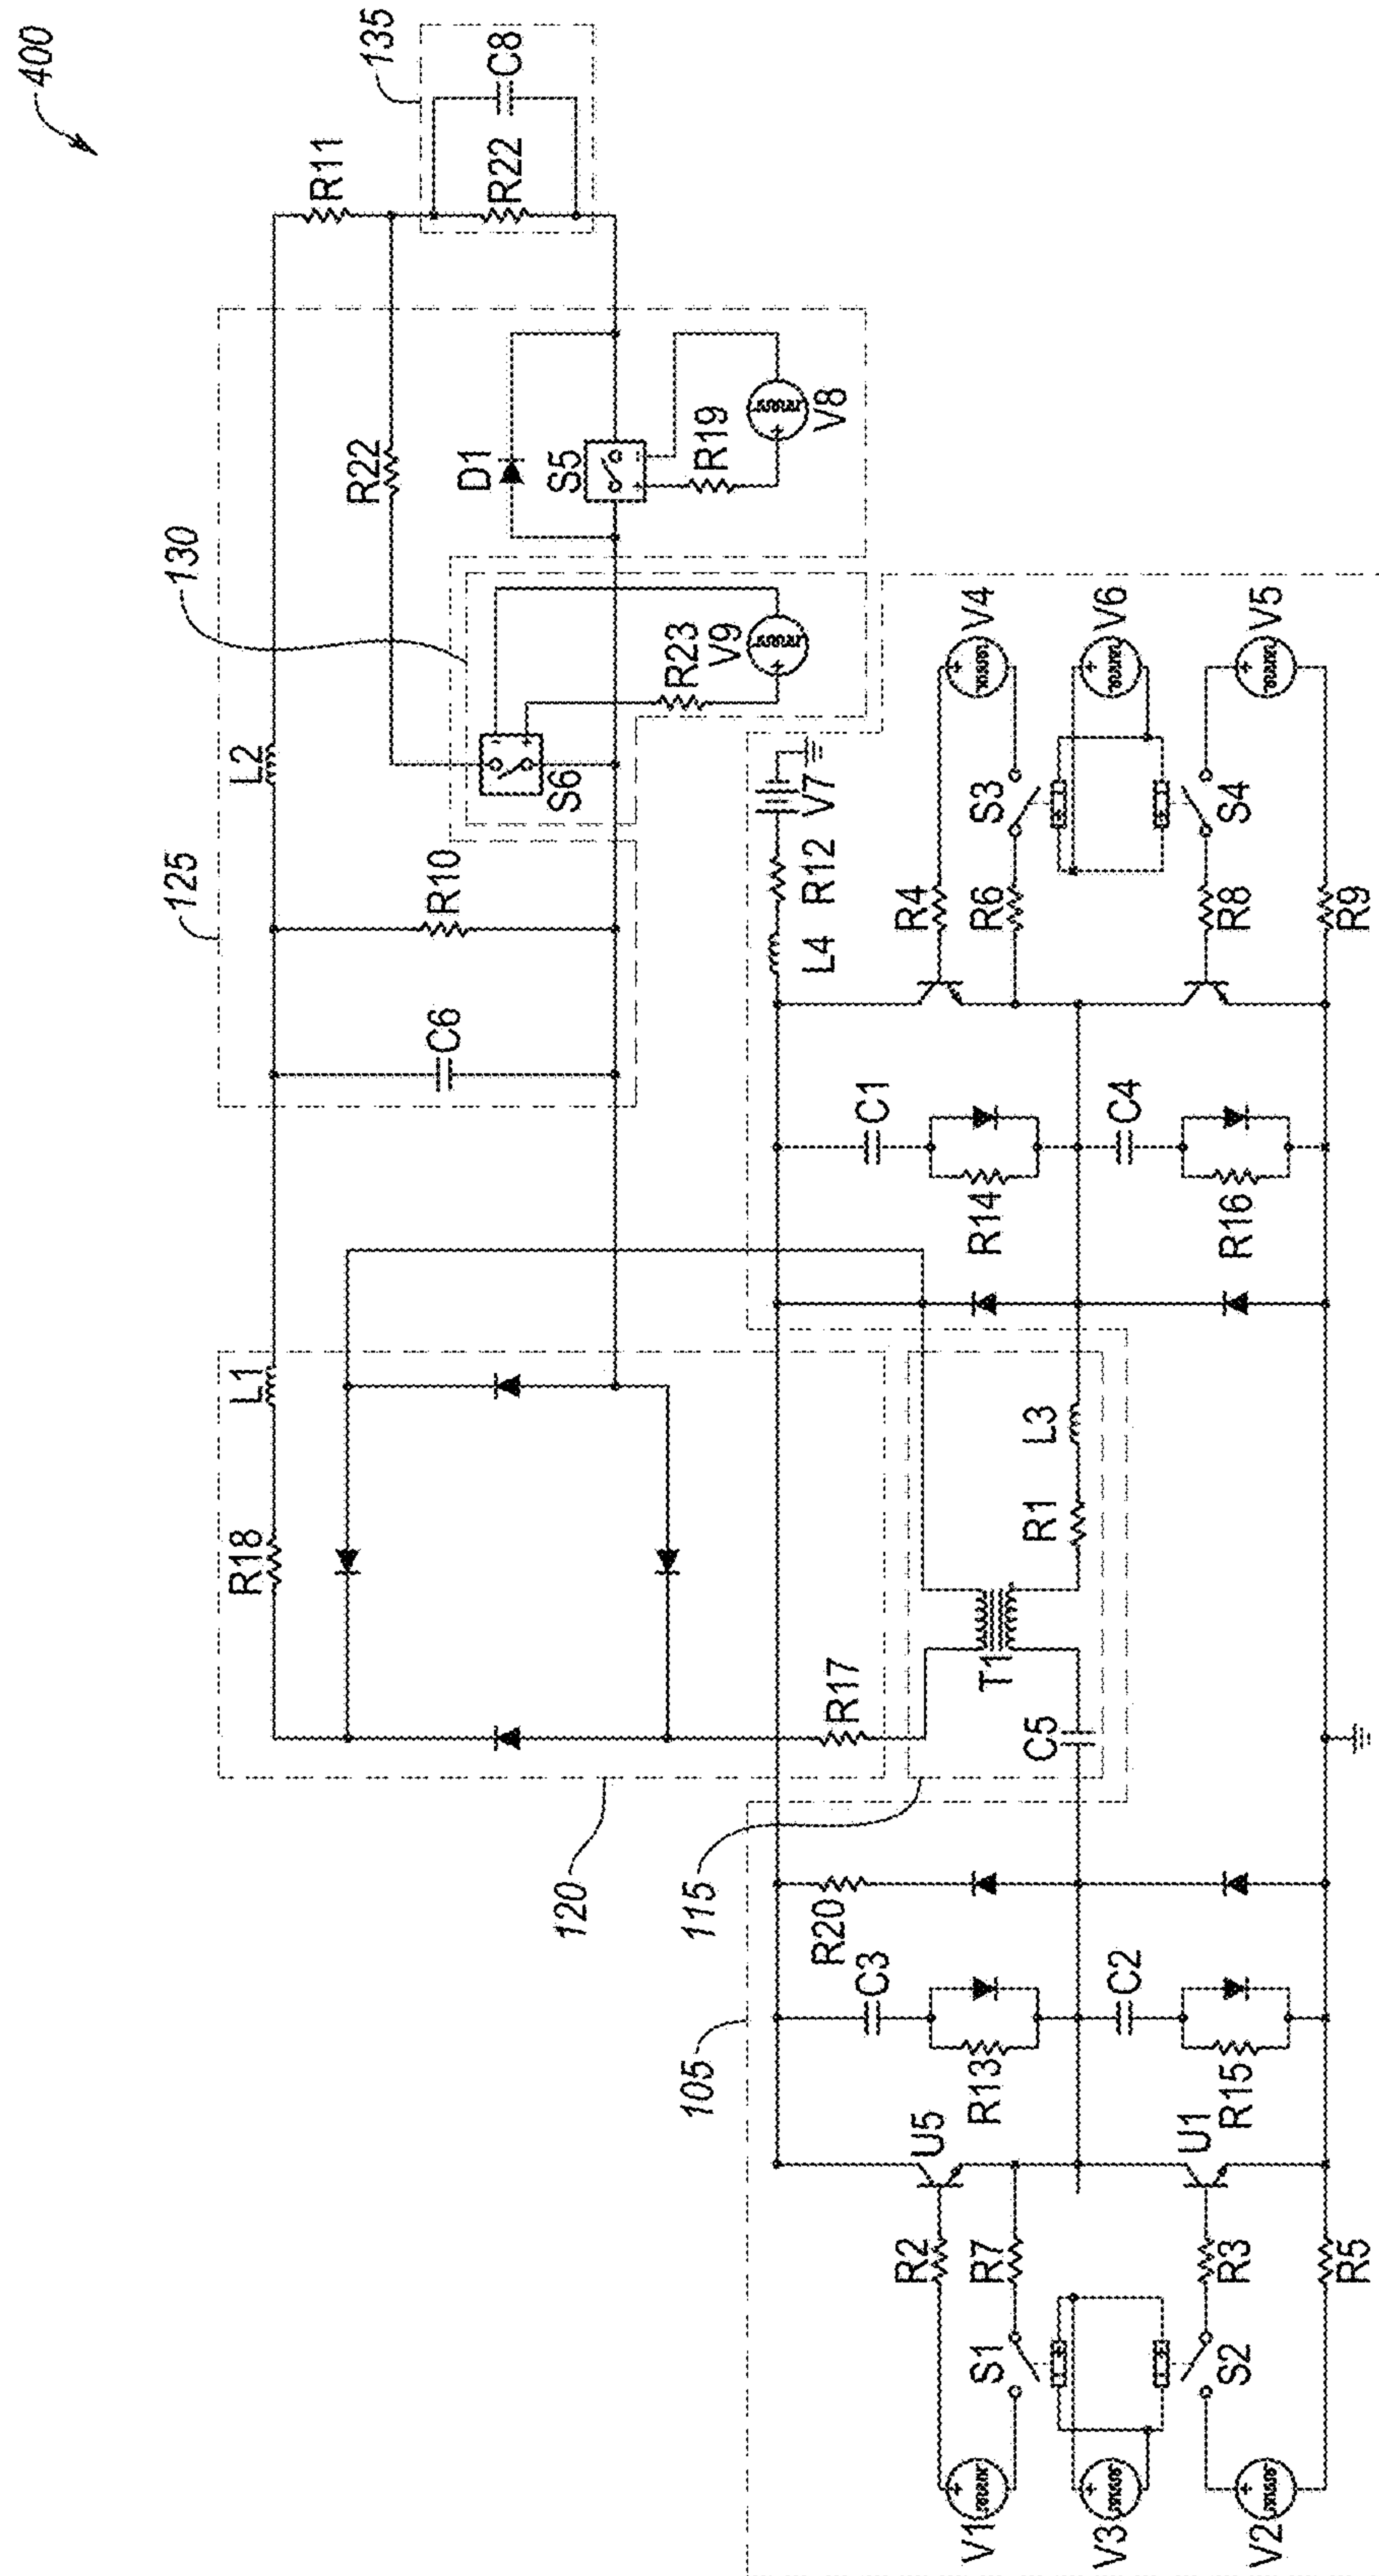 400
135
C8
R11
R22
R22
D1
S5
R19
V8
130
S6
R23
V9
L2
125
R10
C6
L1
R18
120
R17
115
T1
C5
R1
L3
V7
R12
L4
V4
V6
V5
S3
S4
R4
R6
R8
R9
C1
R14
C4
R16
105
R20
C3
R13
C2
R15
U5
U1
R2
R7
R3
R5
S1
S2
V1
V3
V2